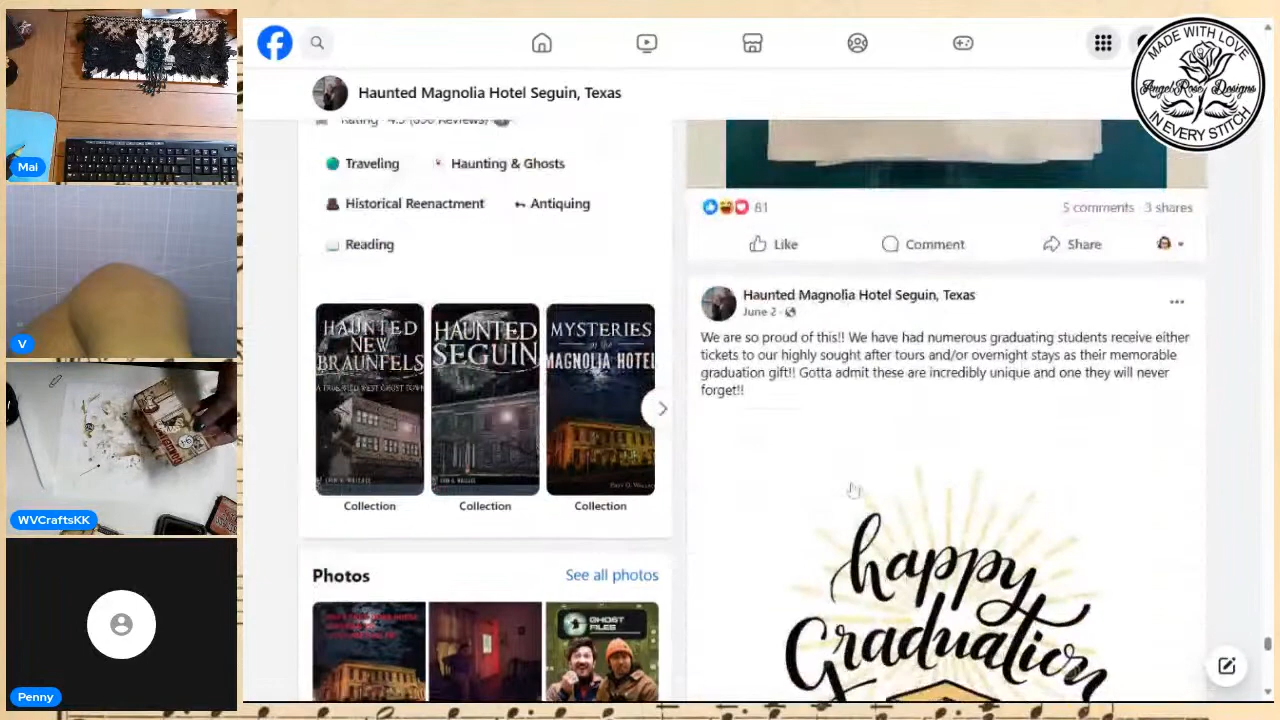 Mai
V
WVCraftsKK
Penny
MADE WITH LOVE
AngelRose Designs
IN EVERY STITCH
Haunted Magnolia Hotel Seguin, Texas
Traveling
Haunting & Ghosts
Historical Reenactment
Antiquing
Reading
HAUNTED
NEW
BRAUNFELS
HAUNTED
SEGUIN
MYSTERIES
of the
MAGNOLIA HOTEL
Collection
Collection
Collection
Photos
See all photos
GHOST
FILES
81
5 comments · 3 shares
Like
Comment
Share
Haunted Magnolia Hotel Seguin, Texas
June 2 ·
We are so proud of this!! We have had numerous graduating students receive either
tickets to our highly sought after tours and/or overnight stays as their memorable
graduation gift!! Gotta admit these are incredibly unique and one they will never
forget!!
happy
Graduation